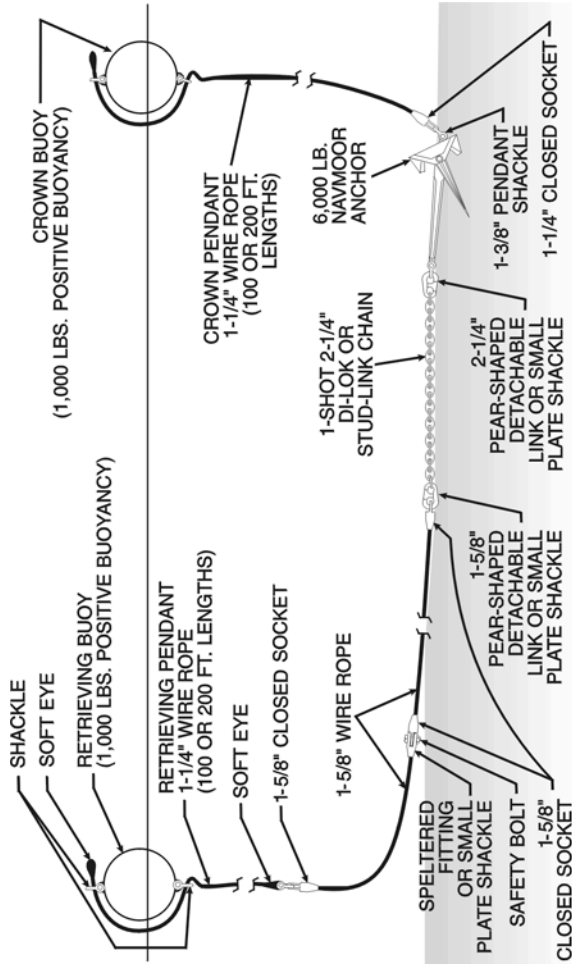 SHACKLE
SOFT EYE
RETRIEVING BUOY
(1,000 LBS. POSITIVE BUOYANCY)
CROWN BUOY
(1,000 LBS. POSITIVE BUOYANCY)
RETRIEVING PENDANT
1-1/4" WIRE ROPE
(100 OR 200 FT. LENGTHS)
CROWN PENDANT
1-1/4" WIRE ROPE
(100 OR 200 FT.
LENGTHS)
SOFT EYE
1-5/8" CLOSED SOCKET
1-5/8" WIRE ROPE
1-SHOT 2-1/4"
DI-LOK OR
STUD-LINK CHAIN
6,000 LB.
NAVMOOR
ANCHOR
SPELTERED
FITTING
OR SMALL
PLATE SHACKLE
SAFETY BOLT
1-5/8"
CLOSED SOCKET
1-5/8"
PEAR-SHAPED
DETACHABLE
LINK OR SMALL
PLATE SHACKLE
2-1/4"
PEAR-SHAPED
DETACHABLE
LINK OR SMALL
PLATE SHACKLE
1-3/8" PENDANT
SHACKLE
1-1/4" CLOSED SOCKET